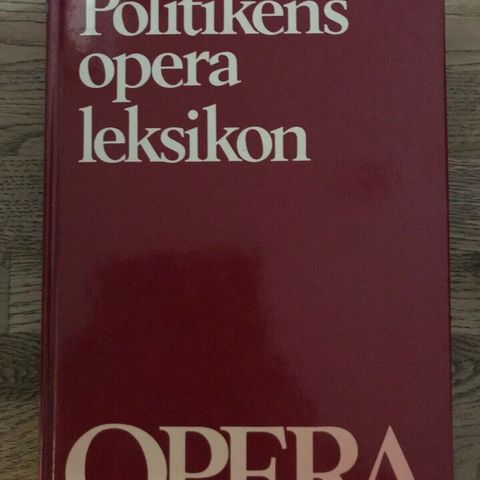 Politikens
opera
leksikon
OPERA